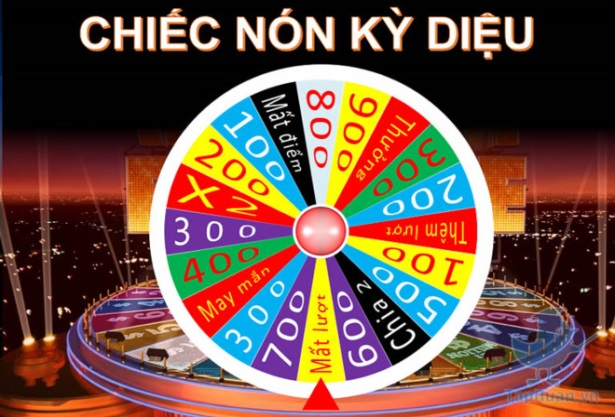 CHIẾC NÓN KỲ DIỆU
800
900
Thưởng
300
200
Thêm lượt
100
500
Chia 2
600
Mất lượt
700
300
May mắn
400
300
X 2
200
100
Mất điểm